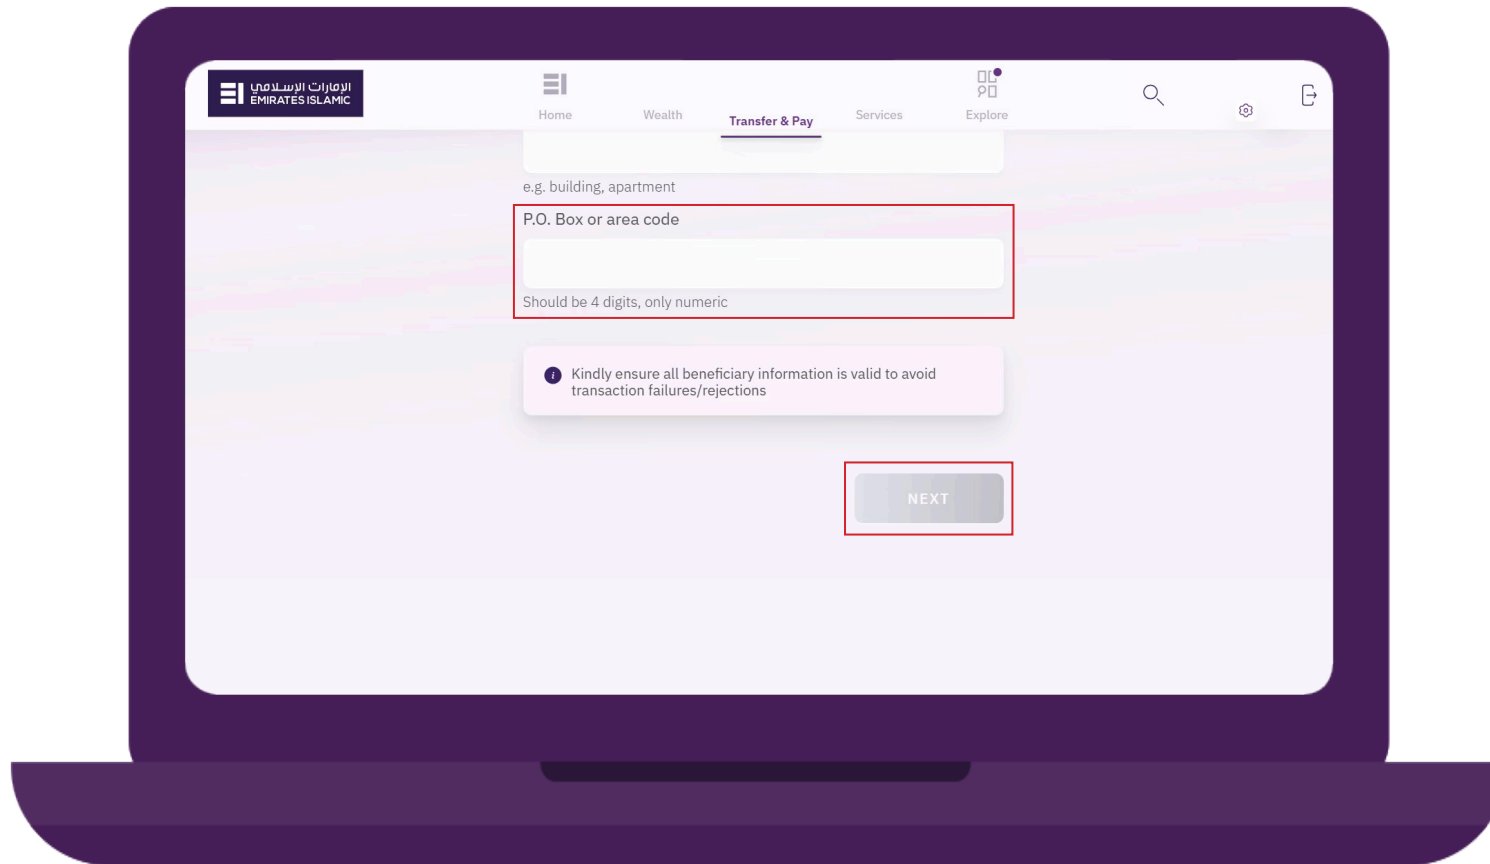 الإمارات الإسلامي
EMIRATES ISLAMIC
Home
Wealth
Transfer & Pay
Services
Explore
e.g. building, apartment
P.O. Box or area code
Should be 4 digits, only numeric
Kindly ensure all beneficiary information is valid to avoid
transaction failures/rejections
NEXT